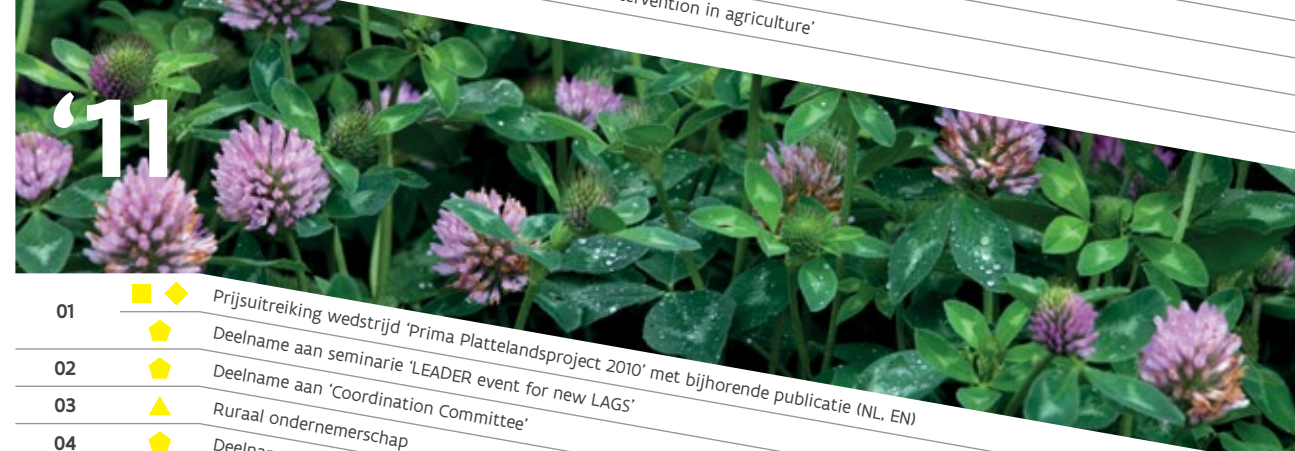 in agriculture’
‘11
01
Prijsuitreiking wedstrijd ‘Prima Plattelandsproject 2010’ met bijhorende publicatie (NL, EN)
Deelname aan seminarie ‘LEADER event for new LAGS’
02
Deelname aan ‘Coordination Committee’
03
Ruraal ondernemerschap
04